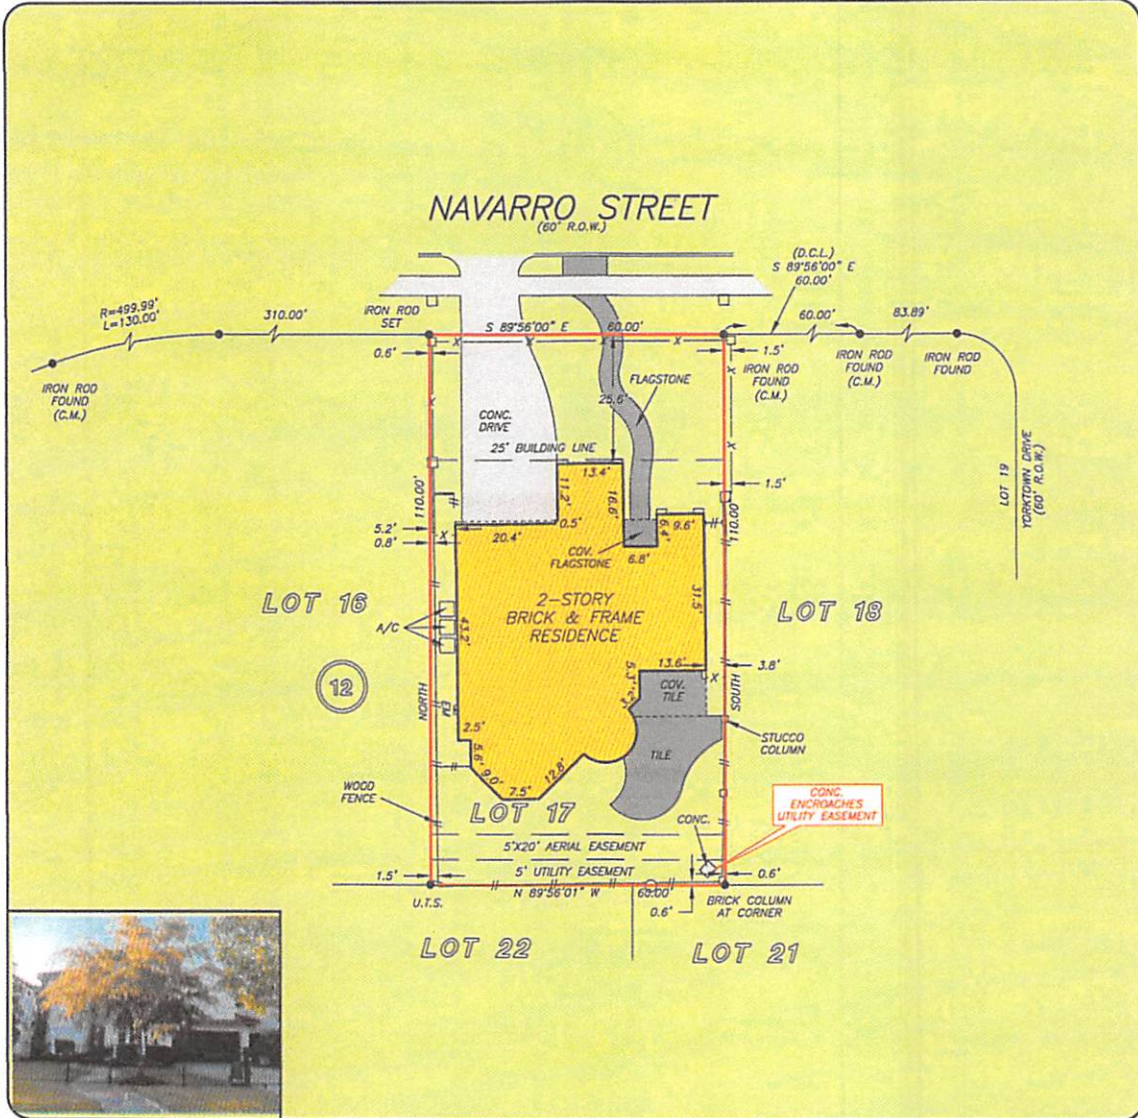 NAVARRO STREET
(60' R.O.W.)
(D.C.L.)
S 89°56'00" E
60.00'
R=499.99'
L=130.00'
310.00'
IRON ROD
SET
S 89°56'00" E 60.00'
60.00'
83.89'
IRON ROD
FOUND
(C.M.)
0.6'
X
X
X
X
1.5'
IRON ROD
FOUND
(C.M.)
IRON ROD
FOUND
(C.M.)
IRON ROD
FOUND
FLAGSTONE
25.6'
X
X
CONC.
DRIVE
25' BUILDING LINE
X
13.4'
11.2'
16.6'
1.5'
LOT 19
YORKTOWN DRIVE
(60' R.O.W.)
110.00'
110.00'
5.2'
0.8'
X
20.4'
0.5'
6.4'
9.6'
COV.
FLAGSTONE
6.8'
LOT 16
2-STORY
BRICK & FRAME
RESIDENCE
31.5'
LOT 18
A/C
43.2'
12
NORTH
EM
5.3'
13.6'
X
3.8'
SOUTH
COV.
TILE
2.5'
STUCCO
COLUMN
TILE
5.6'
9.0'
7.5'
12.8'
WOOD
FENCE
LOT 17
CONC.
ENCROACHES
UTILITY EASEMENT
CONC.
5'X20' AERIAL EASEMENT
5' UTILITY EASEMENT
1.5'
0.6'
N 89°56'01" W 60.00'
U.T.S.
0.6'
BRICK COLUMN
AT CORNER
LOT 22
LOT 21